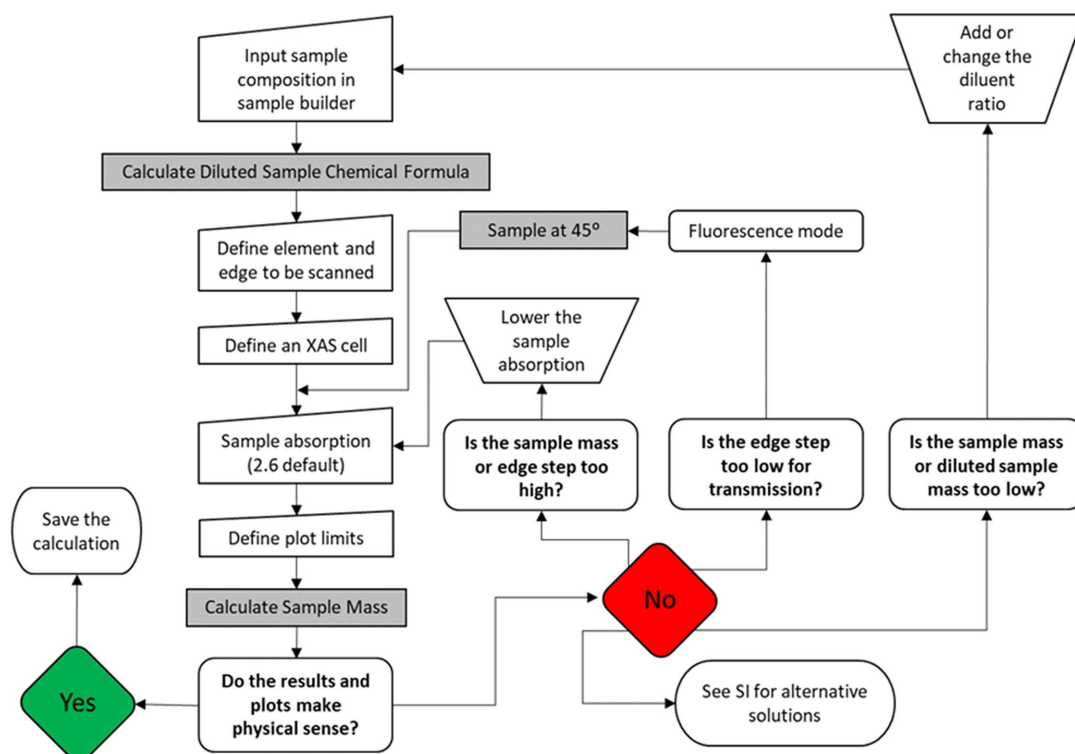 Input sample
composition in
sample builder
Add or
change the
diluent
ratio
Calculate Diluted Sample Chemical Formula
Define element and
edge to be scanned
Sample at 45º
Fluorescence mode
Define an XAS cell
Lower the
sample
absorption
Sample absorption
(2.6 default)
Is the sample mass
or edge step too
high?
Is the edge step
too low for
transmission?
Is the sample mass
or diluted sample
mass too low?
Save the
calculation
Define plot limits
Calculate Sample Mass
No
Yes
Do the results and
plots make
physical sense?
See SI for alternative
solutions